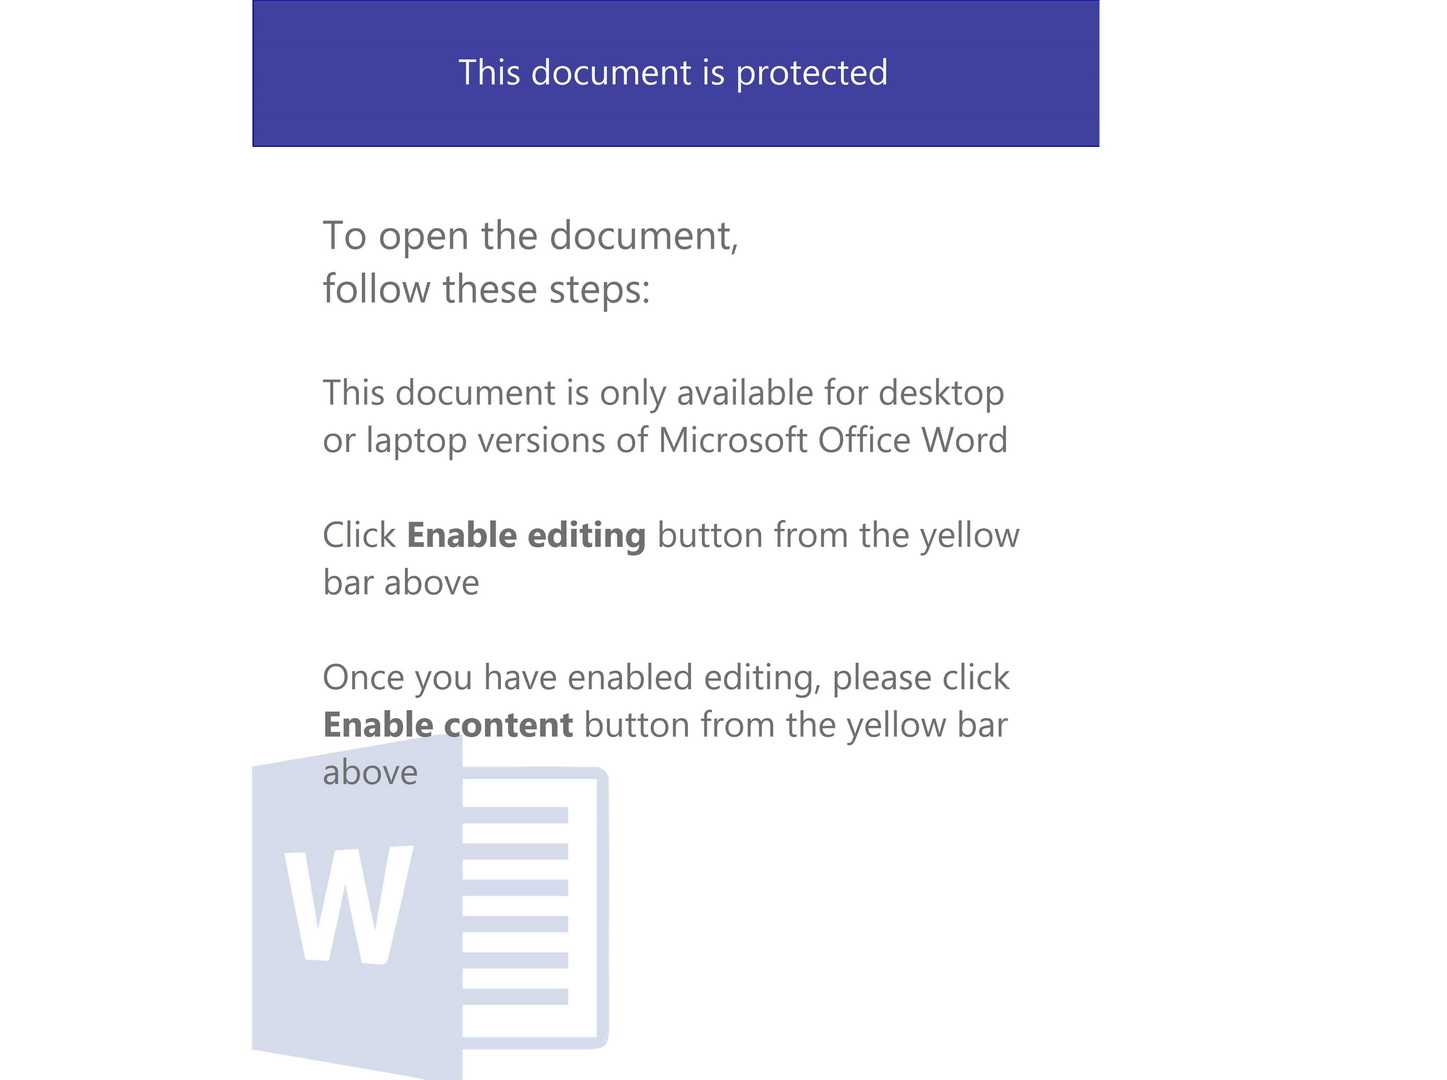 This document is protected
To open the document,
follow these steps:
This document is only available for desktop
or laptop versions of Microsoft Office Word
Click Enable editing button from the yellow
bar above
Once you have enabled editing, please click
Enable content button from the yellow bar
above
W